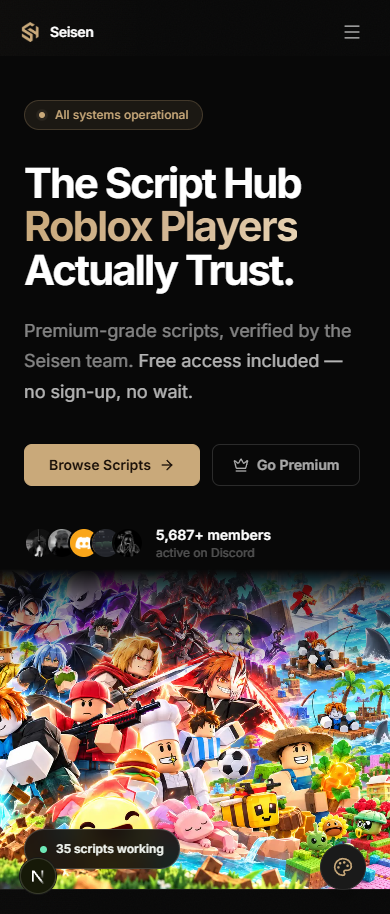 Seisen
All systems operational
The Script Hub
Roblox Players
Actually Trust.
Premium-grade scripts, verified by the
Seisen team. Free access included —
no sign-up, no wait.
Browse Scripts →
Go Premium
5,687+ members
active on Discord
35 scripts working
N